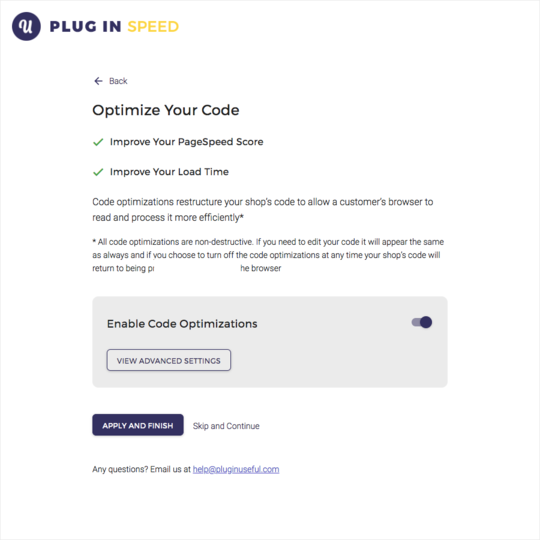 PLUG IN SPEED
Back
Optimize Your Code
Improve Your PageSpeed Score
Improve Your Load Time
Code optimizations restructure your shop's code to allow a customer's browser to
read and process it more efficiently*
* All code optimizations are non-destructive. If you need to edit your code it will appear the same
as always and if you choose to turn off the code optimizations at any time your shop's code will
return to being he browser
Enable Code Optimizations
VIEW ADVANCED SETTINGS
APPLY AND FINISH Skip and Continue
Any questions? Email us at help@pluginuseful.com